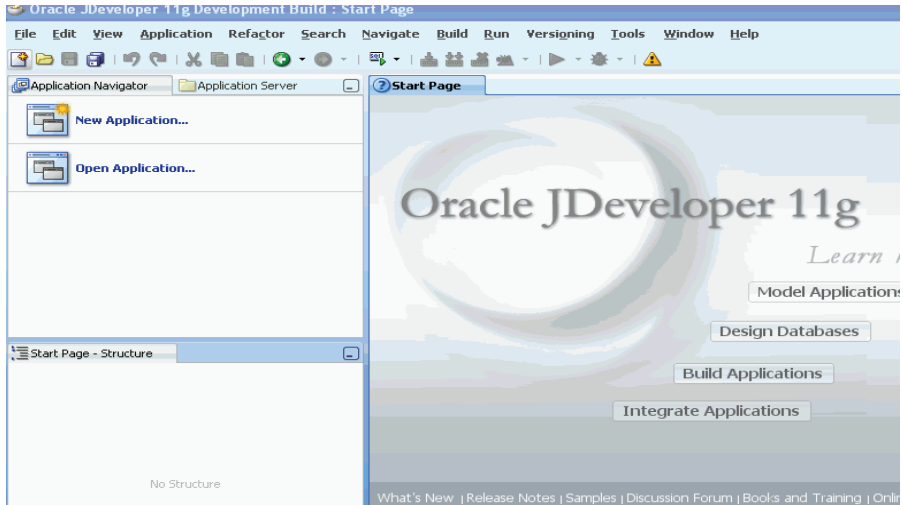 Oracle JDeveloper 11g Development Build : Start Page
File Edit View Application Refactor Search Navigate Build Run Versioning Tools Window Help
Application Navigator Application Server
Start Page
New Application...
Open Application...
Oracle JDeveloper 11g
Learn
Model Applications
Design Databases
Build Applications
Integrate Applications
Start Page - Structure
No Structure
What's New | Release Notes | Samples | Discussion Forum | Books and Training |